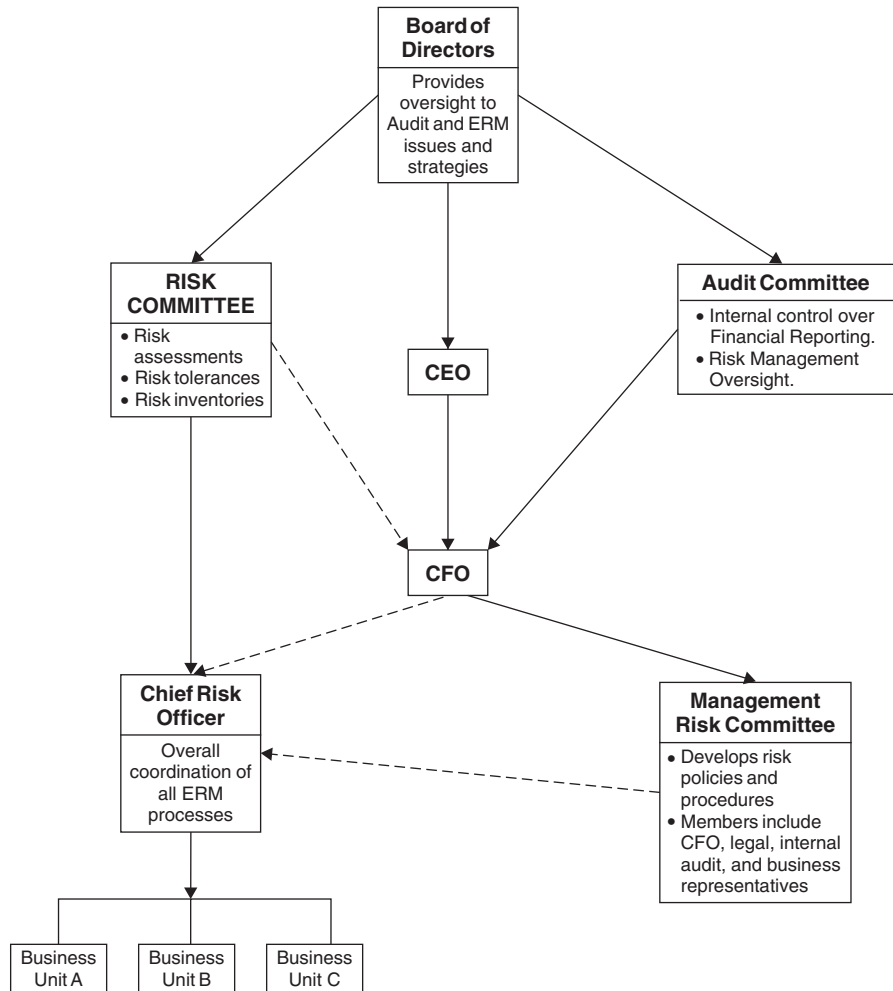 Board of
Directors
Provides
oversight to
Audit and ERM
issues and
strategies
RISK
COMMITTEE
• Risk
assessments
• Risk tolerances
• Risk inventories
CEO
Audit Committee
• Internal control over
Financial Reporting.
• Risk Management
Oversight.
CFO
Chief Risk
Officer
Overall
coordination of
all ERM
processes
Management
Risk Committee
• Develops risk
policies and
procedures
• Members include
CFO, legal, internal
audit, and business
representatives
Business
Unit A
Business
Unit B
Business
Unit C